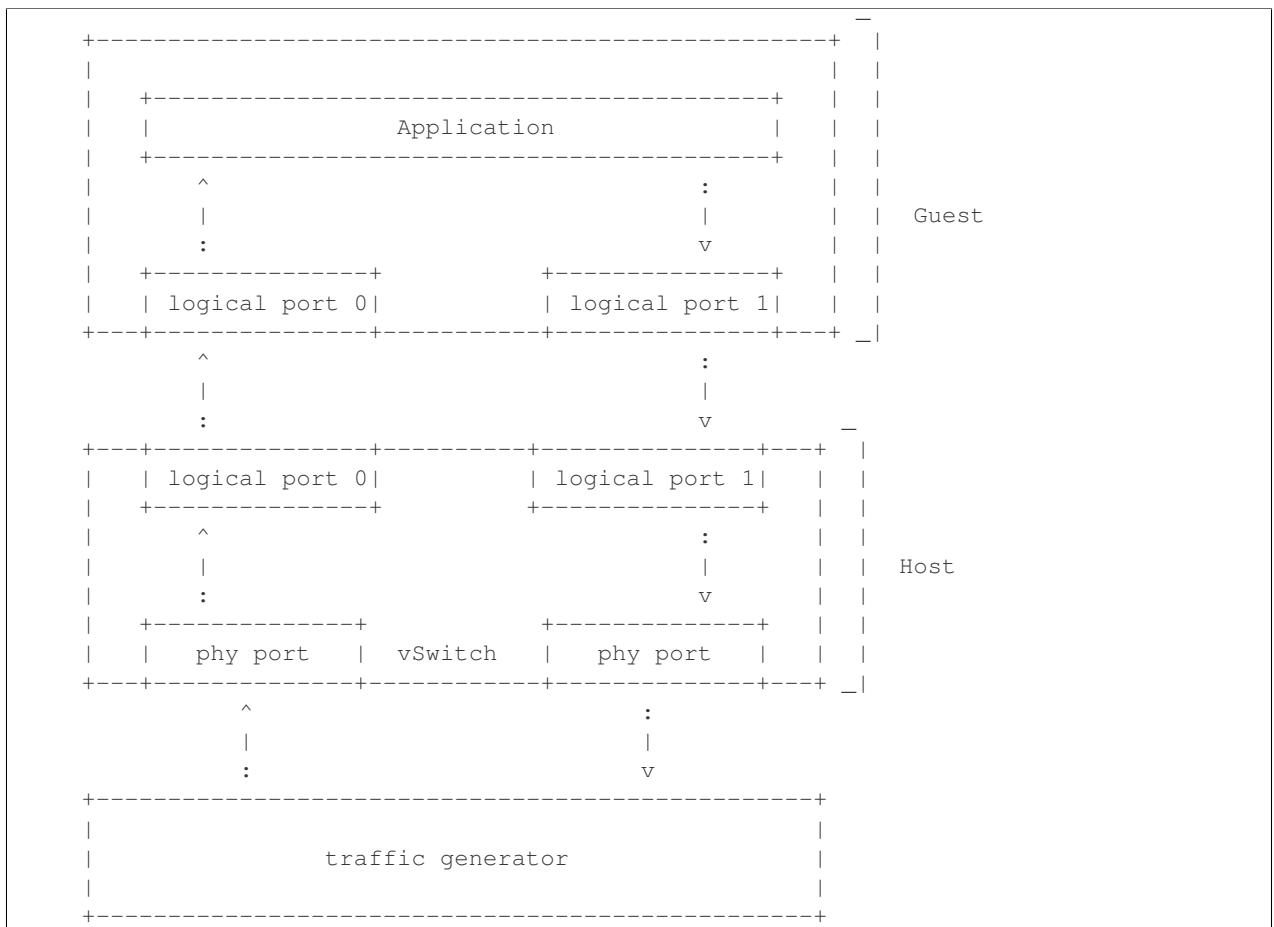 Application
Guest
logical port 0 logical port 1
logical port 0 logical port 1
Host
phy port vSwitch phy port
traffic generator